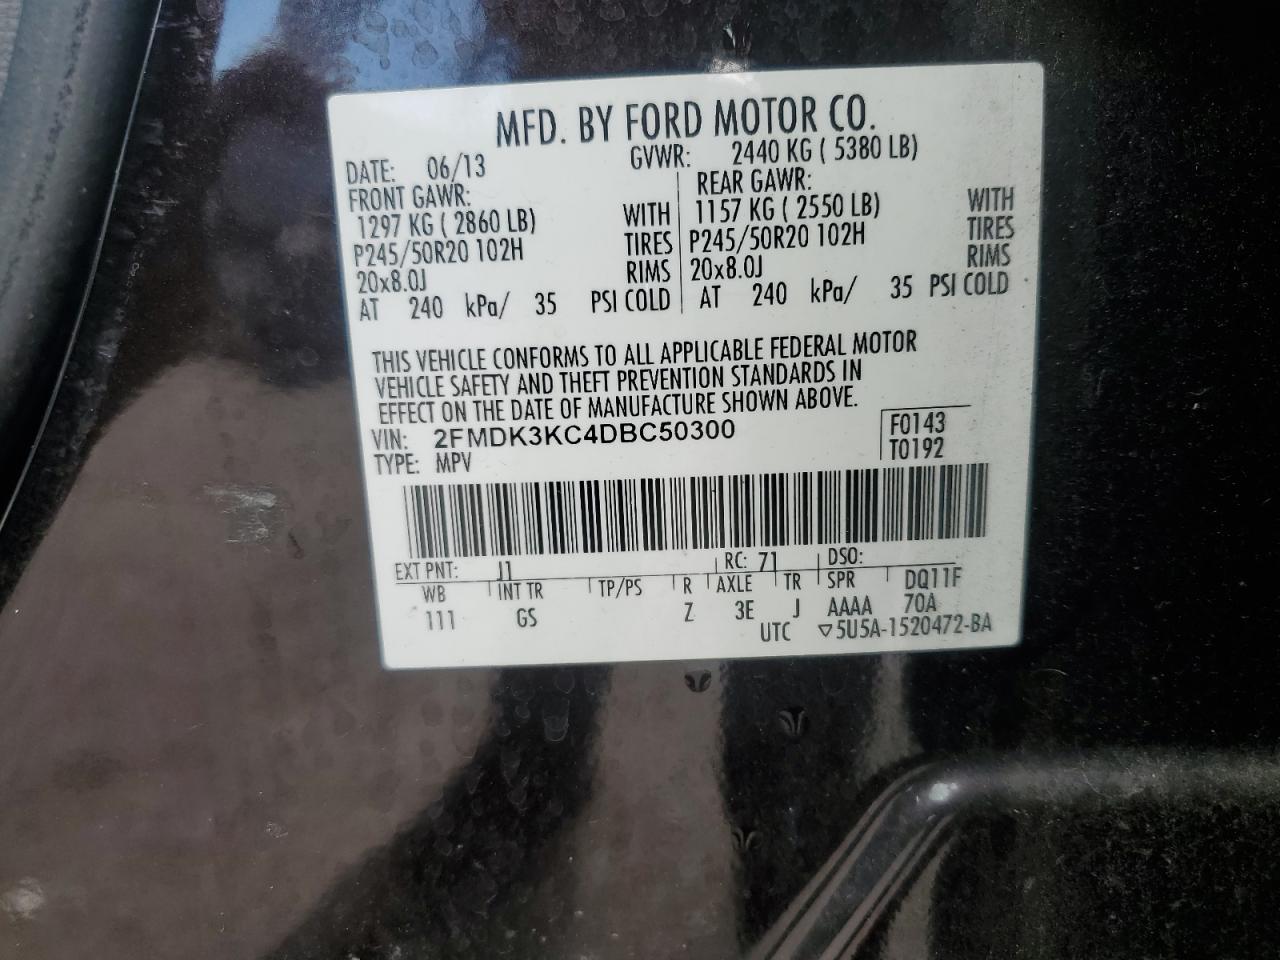 MFD. BY FORD MOTOR CO.
DATE: 06/13 GVWR: 2440 KG ( 5380 LB)
FRONT GAWR: REAR GAWR:
1297 KG ( 2860 LB) WITH 1157 KG ( 2550 LB) WITH
P245/50R20 102H TIRES P245/50R20 102H TIRES
20x8.0J RIMS 20x8.0J RIMS
AT 240 kPa/ 35 PSI COLD AT 240 kPa/ 35 PSI COLD
THIS VEHICLE CONFORMS TO ALL APPLICABLE FEDERAL MOTOR
VEHICLE SAFETY AND THEFT PREVENTION STANDARDS IN
EFFECT ON THE DATE OF MANUFACTURE SHOWN ABOVE.
VIN: 2FMDK3KC4DBC50300 F0143
TYPE: MPV T0192
EXT PNT: J1 RC: 71 DSO:
WB INT TR TP/PS R AXLE TR SPR DQ11F
111 GS Z 3E J AAAA 70A
UTC ▽5U5A-1520472-BA